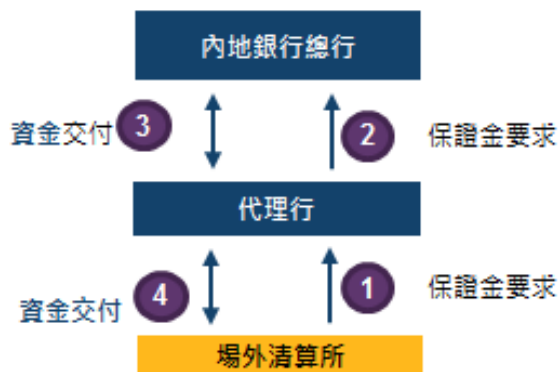 內地銀行總行
資金交付 3
2 保證金要求
代理行
資金交付 4
1 保證金要求
場外清算所